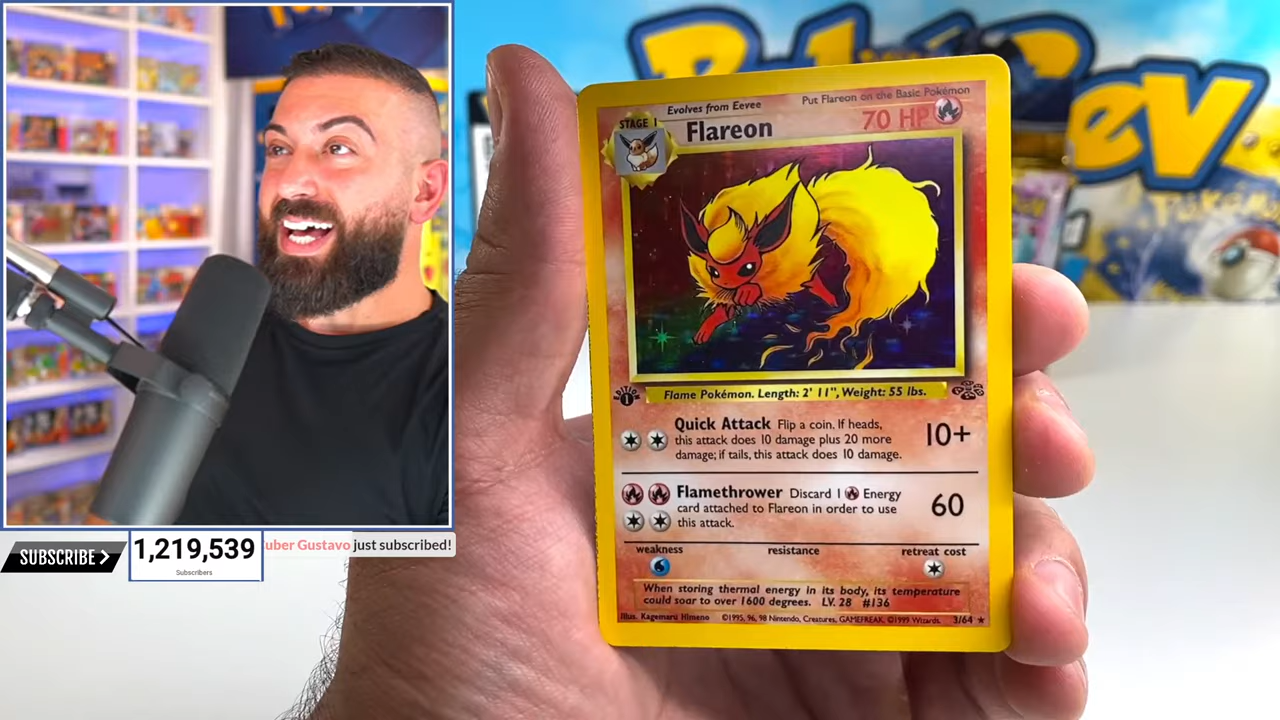 SUBSCRIBE >
1,219,539
Subscribers
uber Gustavo just subscribed!
ev
Evolves from Eevee
Put Flareon on the Basic Pokémon
STAGE 1
Flareon
70 HP
EDITION
1
Flame Pokémon. Length: 2' 11", Weight: 55 lbs.
Quick Attack Flip a coin. If heads,
this attack does 10 damage plus 20 more
damage; if tails, this attack does 10 damage.
10+
Flamethrower Discard 1 Energy
card attached to Flareon in order to use
this attack.
60
weakness
resistance
retreat cost
When storing thermal energy in its body, its temperature
could soar to over 1600 degrees. LV. 28 #136
Illus. Kagemaru Himeno
©1995, 96, 98 Nintendo, Creatures, GAMEFREAK. ©1999 Wizards.
3/64 ★